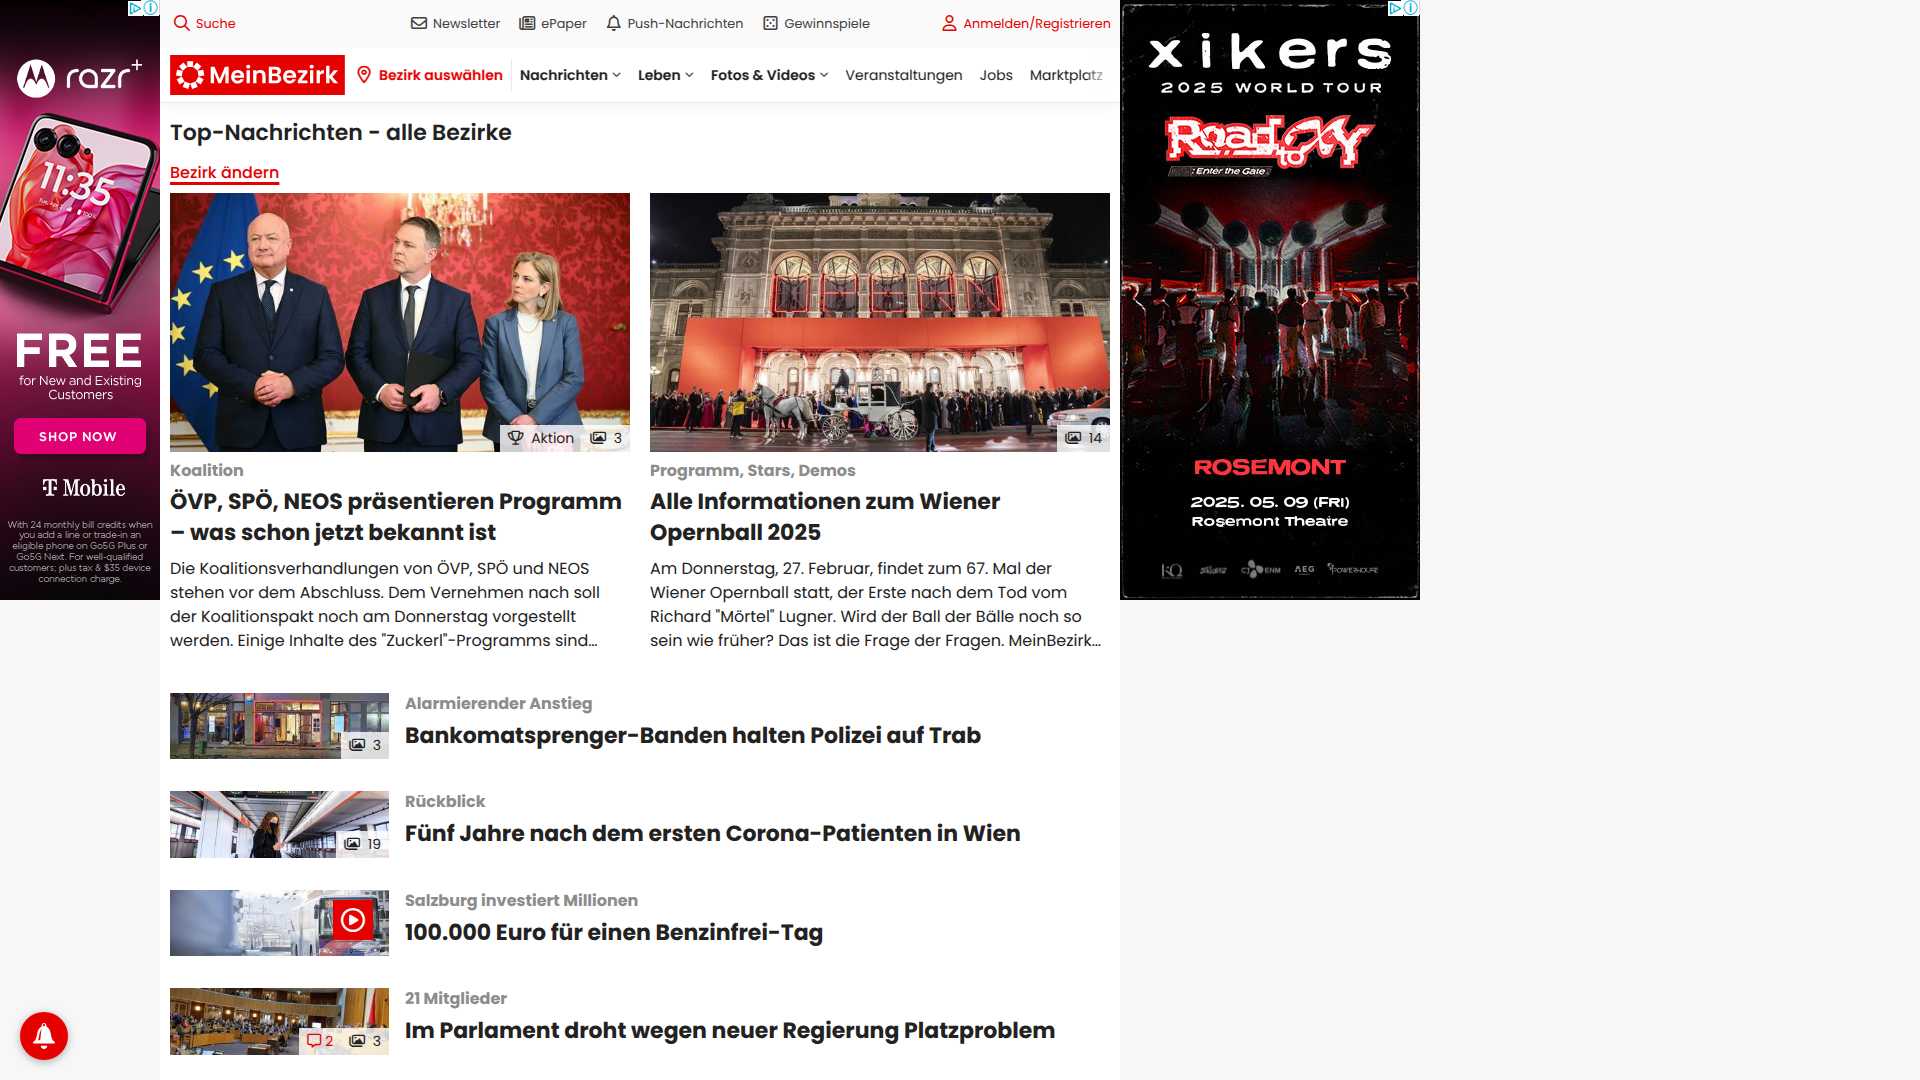 Suche
Newsletter
ePaper
Push-Nachrichten
Gewinnspiele
Anmelden/Registrieren
MeinBezirk
Bezirk auswählen
Nachrichten
Leben
Fotos & Videos
Veranstaltungen
Jobs
Marktplatz
Top-Nachrichten - alle Bezirke
Bezirk ändern
Aktion
3
Koalition
ÖVP, SPÖ, NEOS präsentieren Programm
– was schon jetzt bekannt ist
Die Koalitionsverhandlungen von ÖVP, SPÖ und NEOS
stehen vor dem Abschluss. Dem Vernehmen nach soll
der Koalitionspakt noch am Donnerstag vorgestellt
werden. Einige Inhalte des "Zuckerl"-Programms sind...
14
Programm, Stars, Demos
Alle Informationen zum Wiener
Opernball 2025
Am Donnerstag, 27. Februar, findet zum 67. Mal der
Wiener Opernball statt, der Erste nach dem Tod vom
Richard "Mörtel" Lugner. Wird der Ball der Bälle noch so
sein wie früher? Das ist die Frage der Fragen. MeinBezirk...
3
Alarmierender Anstieg
Bankomatsprenger-Banden halten Polizei auf Trab
19
Rückblick
Fünf Jahre nach dem ersten Corona-Patienten in Wien
Salzburg investiert Millionen
100.000 Euro für einen Benzinfrei-Tag
2
3
21 Mitglieder
Im Parlament droht wegen neuer Regierung Platzproblem
razr+
11:35
FREE
for New and Existing
Customers
SHOP NOW
T Mobile
With 24 monthly bill credits when
you add a line or trade-in an
eligible phone on Go5G Plus or
Go5G Next. For well-qualified
customers; plus tax & $35 device
connection charge.
xikers
2025 WORLD TOUR
Road to XY
: Enter the Gate
ROSEMONT
2025. 05. 09 (FRI)
Rosemont Theatre
KQ
CJ ENM
AEG
POWERHOUSE